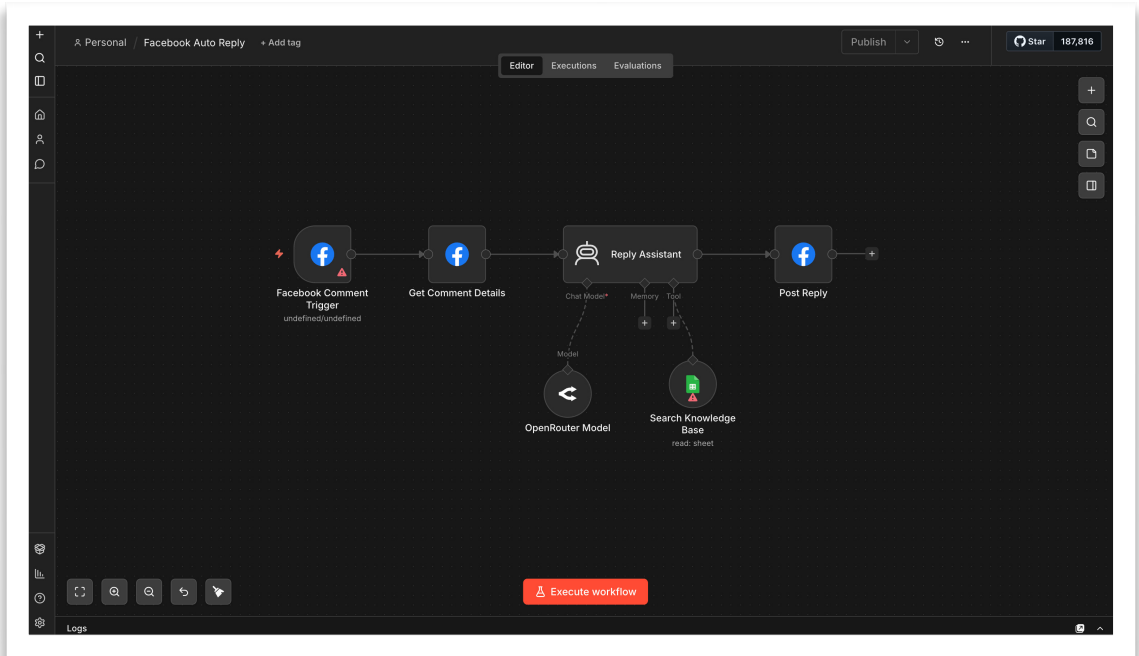 Personal / Facebook Auto Reply + Add tag
Publish
Star 187,816
Editor Executions Evaluations
Reply Assistant
Facebook Comment
Trigger
undefined/undefined
Get Comment Details
Chat Model*
Memory
Tool
Post Reply
Model
OpenRouter Model
Search Knowledge
Base
read: sheet
Execute workflow
Logs